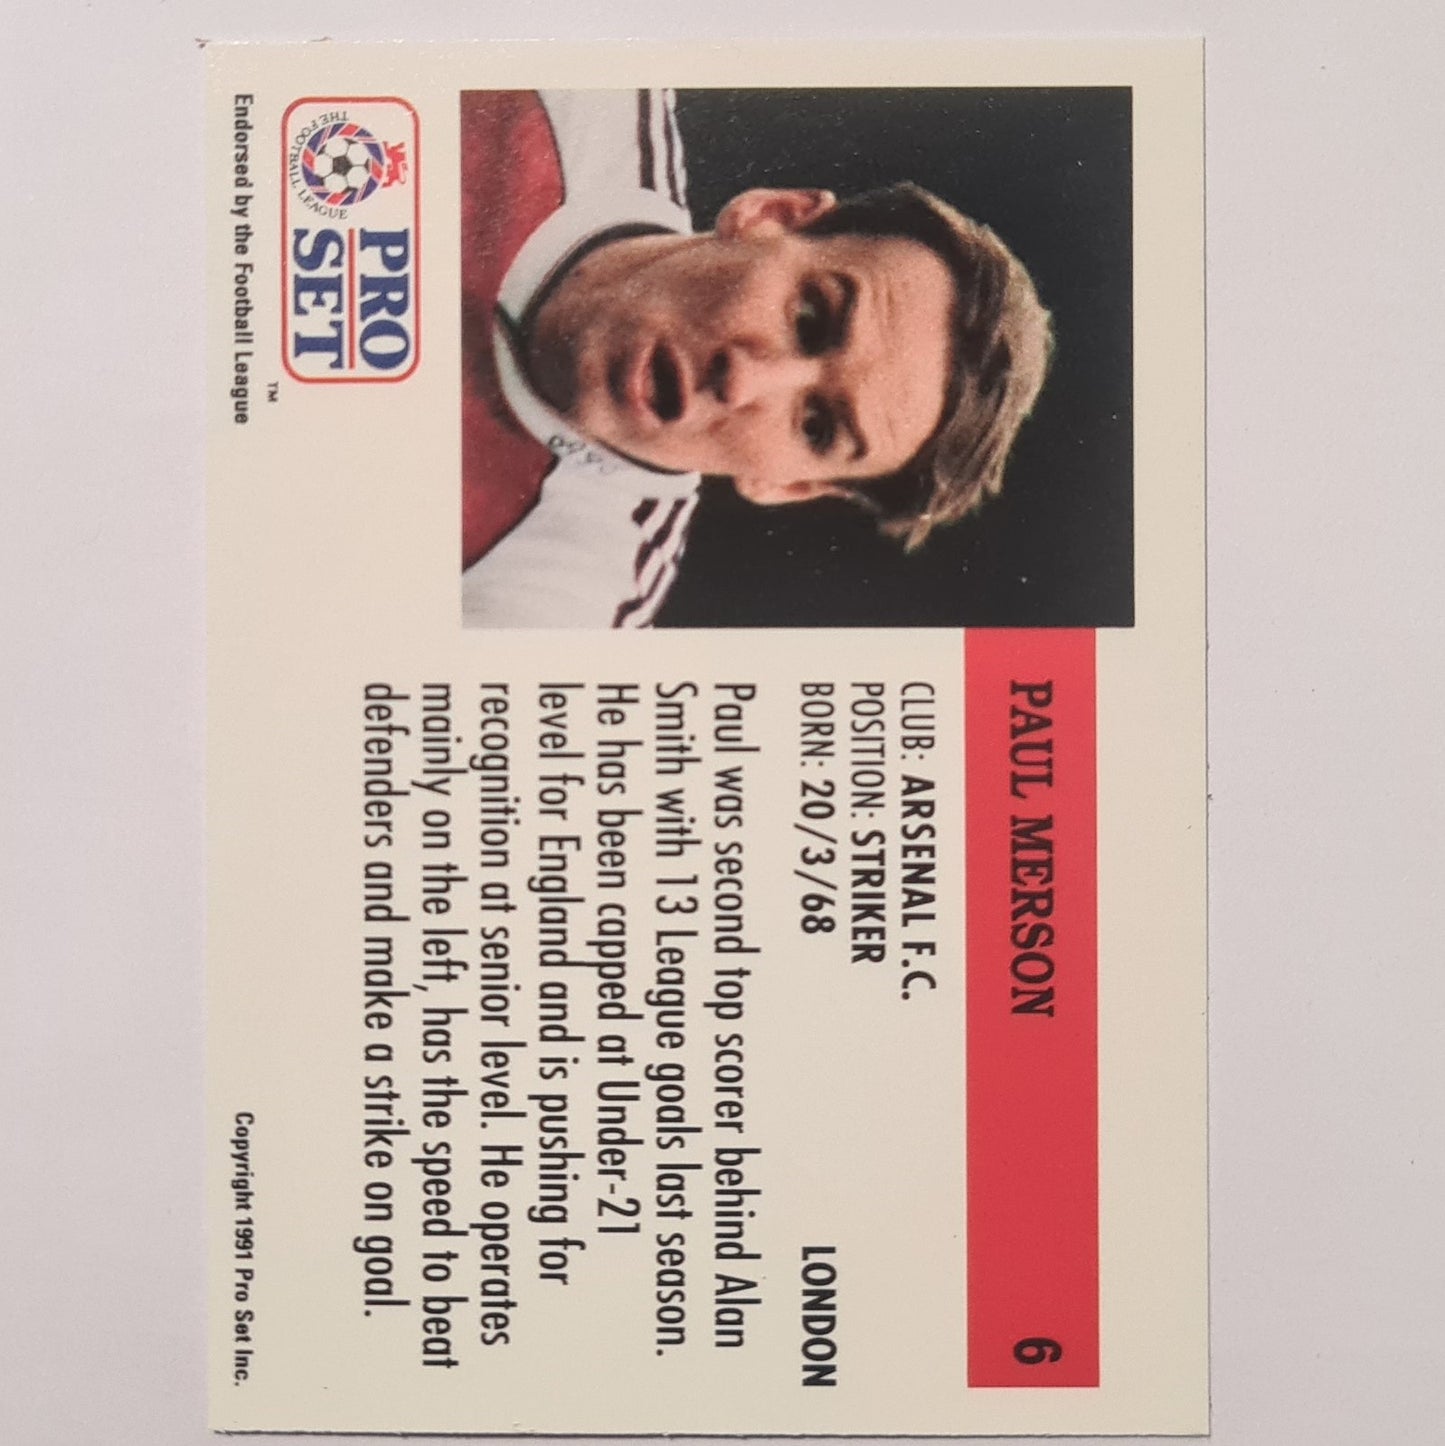 PAUL MERSON 6
CLUB: ARSENAL F.C.
POSITION: STRIKER
BORN: 20/3/68 LONDON
Paul was second top scorer behind Alan
Smith with 13 League goals last season.
He has been capped at Under-21
level for England and is pushing for
recognition at senior level. He operates
mainly on the left, has the speed to beat
defenders and make a strike on goal.
THE FOOTBALL LEAGUE
PRO
SET
™
Endorsed by the Football League
Copyright 1991 Pro Set Inc.